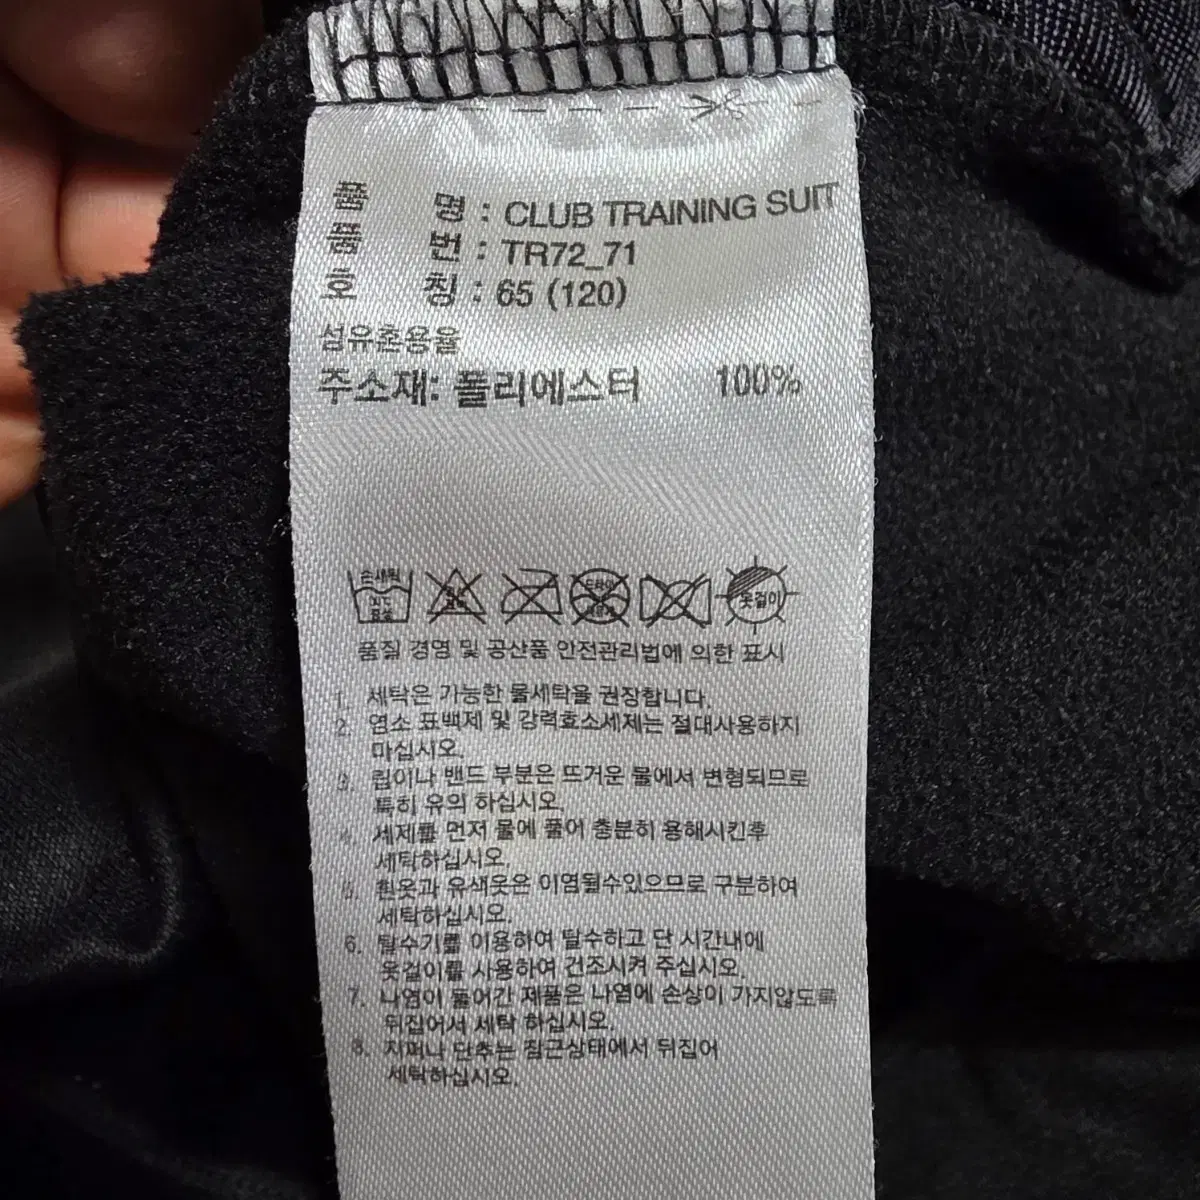 품 명 : CLUB TRAINING SUIT
품 번 : TR72_71
호 칭 : 65 (120)
섬유혼용율
주소재: 폴리에스터 100%
손세탁
드라이
옷걸이
품질 경영 및 공산품 안전관리법에 의한 표시
1. 세탁은 가능한 물세탁을 권장합니다.
2. 염소 표백제 및 강력효소세제는 절대사용하지
마십시오.
3. 립이나 밴드 부분은 뜨거운 물에서 변형되므로
특히 유의 하십시오.
4. 세제를 먼저 물에 풀어 충분히 용해시킨후
세탁하십시오.
5. 흰옷과 유색옷은 이염될수있으므로 구분하여
세탁하십시오.
6. 탈수기를 이용하여 탈수하고 단 시간내에
옷걸이를 사용하여 건조시켜 주십시오.
7. 나염이 들어간 제품은 나염에 손상이 가지않도록
뒤집어서 세탁 하십시오.
8. 지퍼나 단추는 잠근상태에서 뒤집어
세탁하십시오.